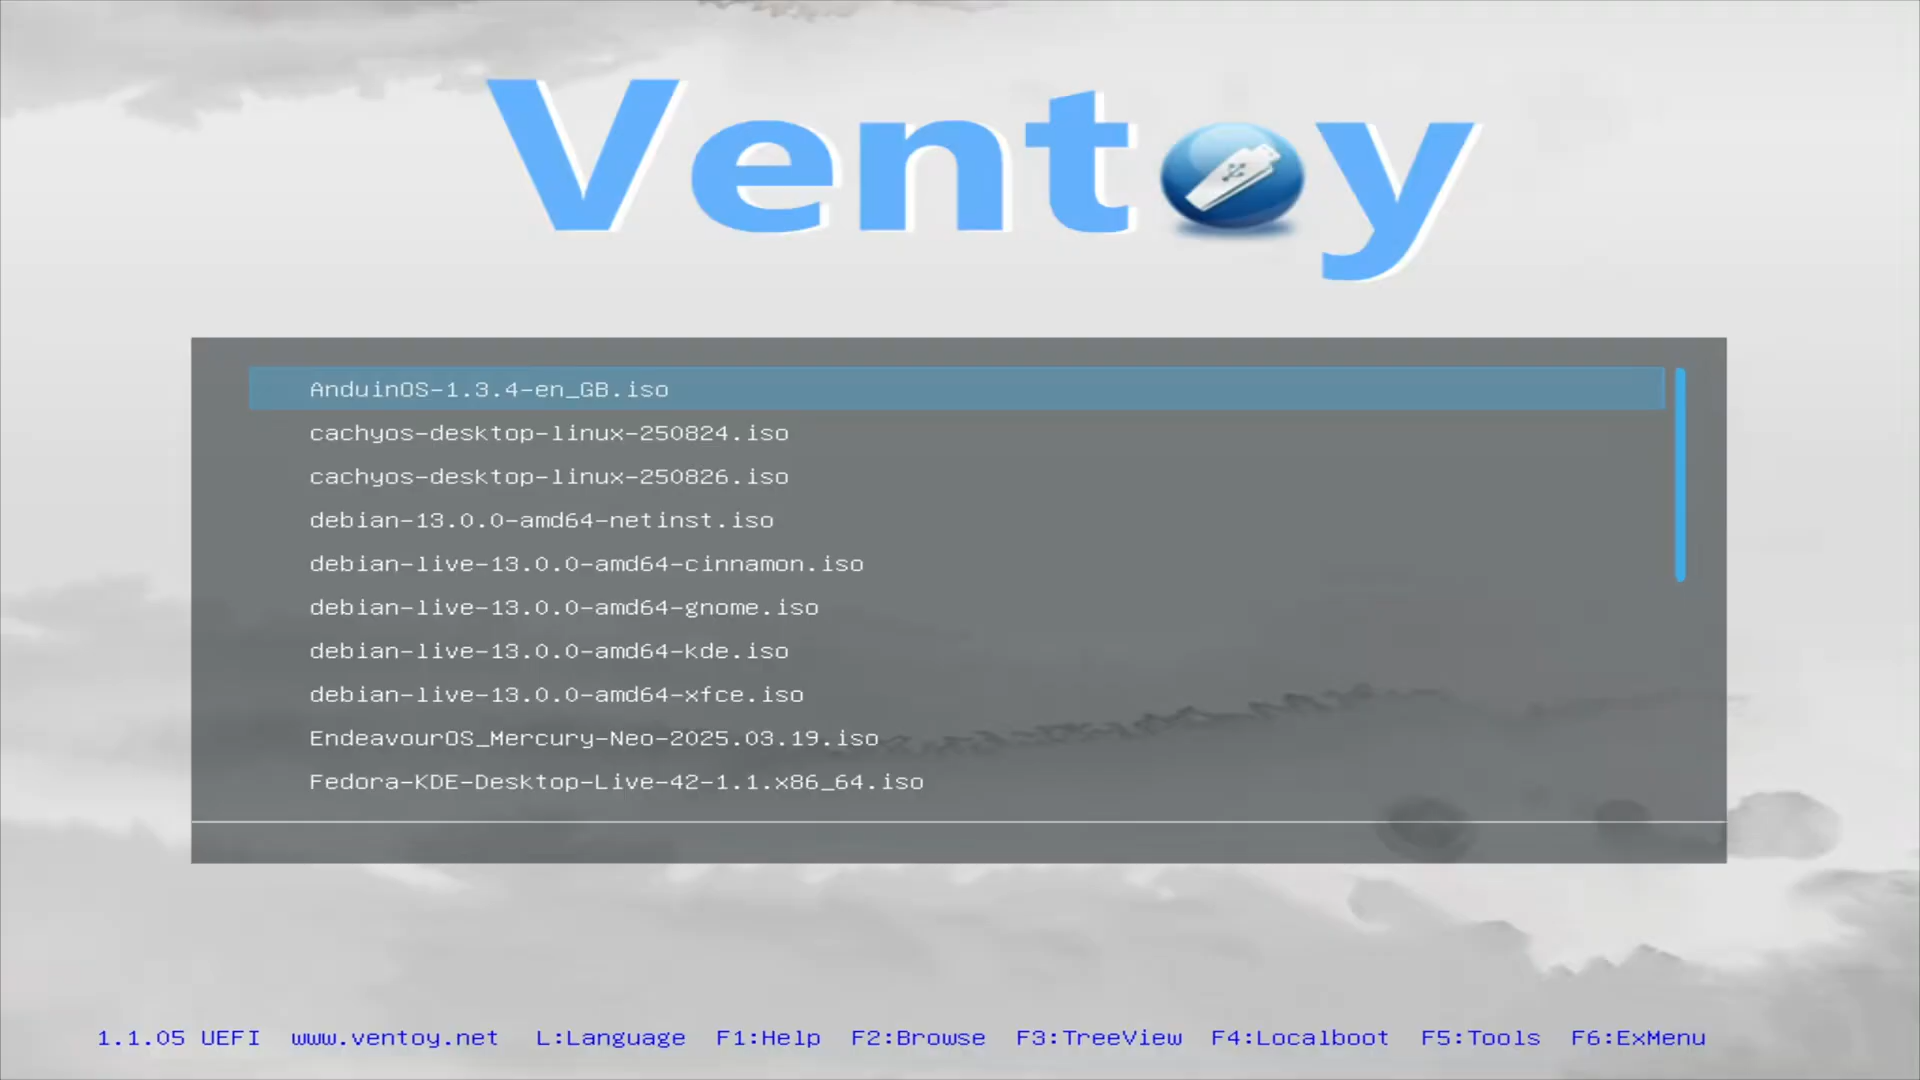 Ventoy
AnduinOS-1.3.4-en_GB.iso
cachyos-desktop-linux-250824.iso
cachyos-desktop-linux-250826.iso
debian-13.0.0-amd64-netinst.iso
debian-live-13.0.0-amd64-cinnamon.iso
debian-live-13.0.0-amd64-gnome.iso
debian-live-13.0.0-amd64-kde.iso
debian-live-13.0.0-amd64-xfce.iso
EndeavourOS_Mercury-Neo-2025.03.19.iso
Fedora-KDE-Desktop-Live-42-1.1.x86_64.iso
1.1.05 UEFI www.ventoy.net L:Language F1:Help F2:Browse F3:TreeView F4:Localboot F5:Tools F6:ExMenu